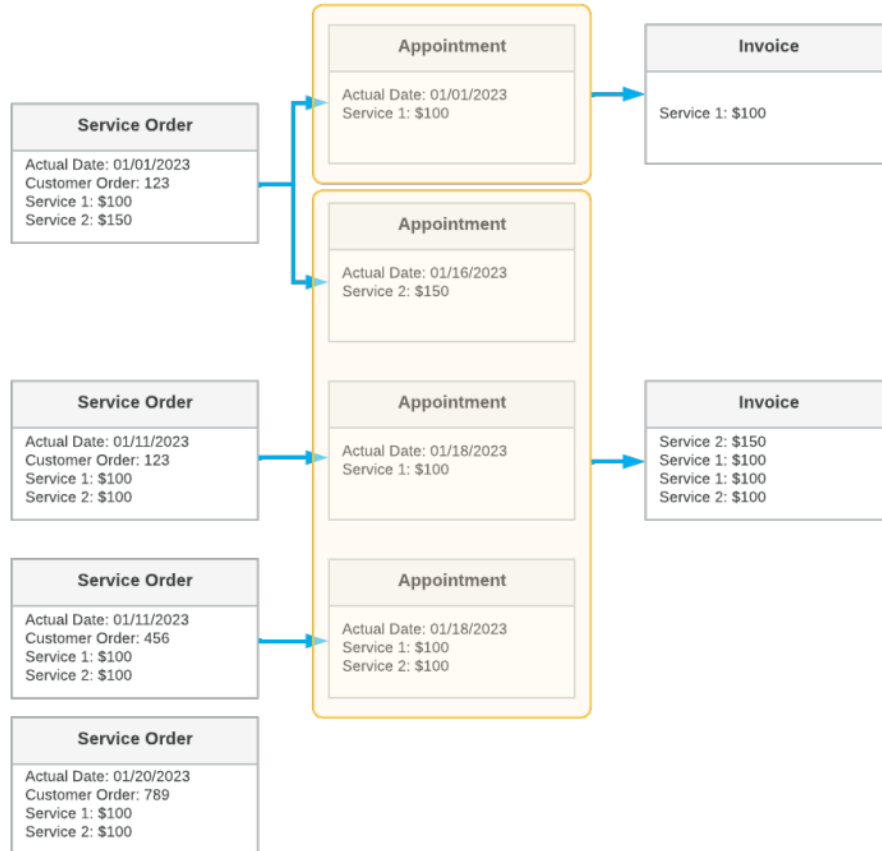 Appointment
Actual Date: 01/01/2023
Service 1: $100
Invoice
Service 1: $100
Service Order
Actual Date: 01/01/2023
Customer Order: 123
Service 1: $100
Service 2: $150
Appointment
Actual Date: 01/16/2023
Service 2: $150
Service Order
Actual Date: 01/11/2023
Customer Order: 123
Service 1: $100
Service 2: $100
Appointment
Actual Date: 01/18/2023
Service 1: $100
Invoice
Service 2: $150
Service 1: $100
Service 1: $100
Service 2: $100
Service Order
Actual Date: 01/11/2023
Customer Order: 456
Service 1: $100
Service 2: $100
Appointment
Actual Date: 01/18/2023
Service 1: $100
Service 2: $100
Service Order
Actual Date: 01/20/2023
Customer Order: 789
Service 1: $100
Service 2: $100